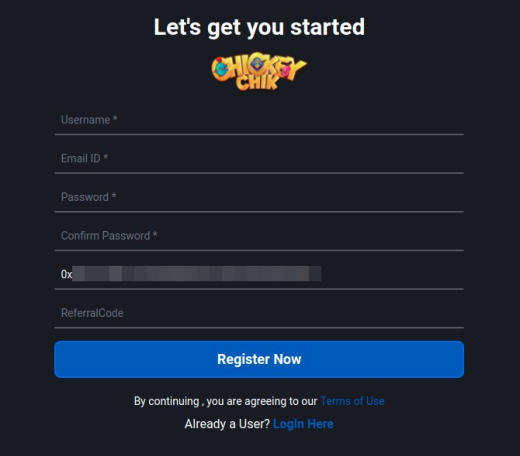 Let's get you started
CHICKEY
CHIK
Username *
Email ID *
Password *
Confirm Password *
0x
ReferralCode
Register Now
By continuing , you are agreeing to our Terms of Use
Already a User? Login Here